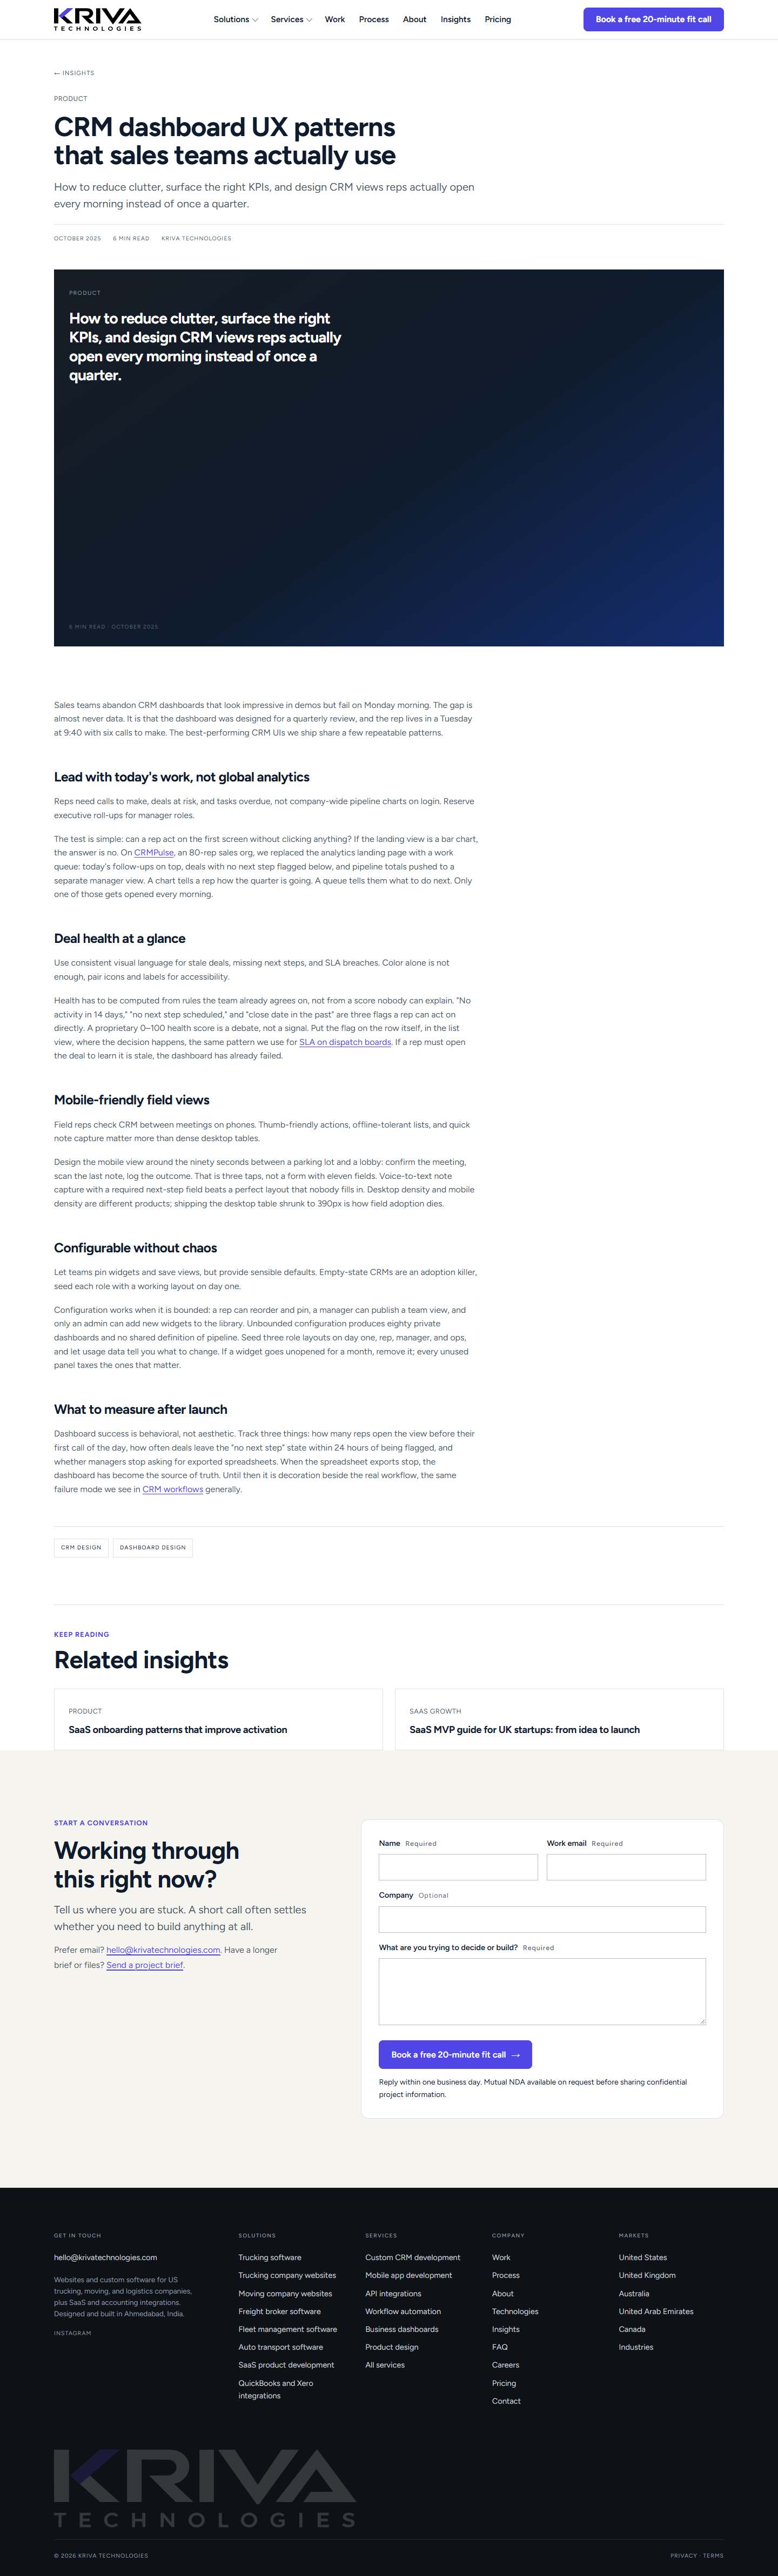 KRIVA
TECHNOLOGIES
Solutions Services Work Process About Insights Pricing
Book a free 20-minute fit call
← INSIGHTS
PRODUCT
CRM dashboard UX patterns
that sales teams actually use
How to reduce clutter, surface the right KPIs, and design CRM views reps actually open
every morning instead of once a quarter.
OCTOBER 2025 6 MIN READ KRIVA TECHNOLOGIES
PRODUCT
How to reduce clutter, surface the right
KPIs, and design CRM views reps actually
open every morning instead of once a
quarter.
6 MIN READ · OCTOBER 2025
Sales teams abandon CRM dashboards that look impressive in demos but fail on Monday morning. The gap is
almost never data. It is that the dashboard was designed for a quarterly review, and the rep lives in a Tuesday
at 9:40 with six calls to make. The best-performing CRM UIs we ship share a few repeatable patterns.
Lead with today's work, not global analytics
Reps need calls to make, deals at risk, and tasks overdue, not company-wide pipeline charts on login. Reserve
executive roll-ups for manager roles.
The test is simple: can a rep act on the first screen without clicking anything? If the landing view is a bar chart,
the answer is no. On CRMPulse, an 80-rep sales org, we replaced the analytics landing page with a work
queue: today's follow-ups on top, deals with no next step flagged below, and pipeline totals pushed to a
separate manager view. A chart tells a rep how the quarter is going. A queue tells them what to do next. Only
one of those gets opened every morning.
Deal health at a glance
Use consistent visual language for stale deals, missing next steps, and SLA breaches. Color alone is not
enough, pair icons and labels for accessibility.
Health has to be computed from rules the team already agrees on, not from a score nobody can explain. "No
activity in 14 days," "no next step scheduled," and "close date in the past" are three flags a rep can act on
directly. A proprietary 0–100 health score is a debate, not a signal. Put the flag on the row itself, in the list
view, where the decision happens, the same pattern we use for SLA on dispatch boards. If a rep must open
the deal to learn it is stale, the dashboard has already failed.
Mobile-friendly field views
Field reps check CRM between meetings on phones. Thumb-friendly actions, offline-tolerant lists, and quick
note capture matter more than dense desktop tables.
Design the mobile view around the ninety seconds between a parking lot and a lobby: confirm the meeting,
scan the last note, log the outcome. That is three taps, not a form with eleven fields. Voice-to-text note
capture with a required next-step field beats a perfect layout that nobody fills in. Desktop density and mobile
density are different products; shipping the desktop table shrunk to 390px is how field adoption dies.
Configurable without chaos
Let teams pin widgets and save views, but provide sensible defaults. Empty-state CRMs are an adoption killer,
seed each role with a working layout on day one.
Configuration works when it is bounded: a rep can reorder and pin, a manager can publish a team view, and
only an admin can add new widgets to the library. Unbounded configuration produces eighty private
dashboards and no shared definition of pipeline. Seed three role layouts on day one, rep, manager, and ops,
and let usage data tell you what to change. If a widget goes unopened for a month, remove it; every unused
panel taxes the ones that matter.
What to measure after launch
Dashboard success is behavioral, not aesthetic. Track three things: how many reps open the view before their
first call of the day, how often deals leave the "no next step" state within 24 hours of being flagged, and
whether managers stop asking for exported spreadsheets. When the spreadsheet exports stop, the
dashboard has become the source of truth. Until then it is decoration beside the real workflow, the same
failure mode we see in CRM workflows generally.
CRM DESIGN DASHBOARD DESIGN
KEEP READING
Related insights
PRODUCT
SaaS onboarding patterns that improve activation
SAAS GROWTH
SaaS MVP guide for UK startups: from idea to launch
START A CONVERSATION
Working through
this right now?
Tell us where you are stuck. A short call often settles
whether you need to build anything at all.
Prefer email? hello@krivatechnologies.com. Have a longer
brief or files? Send a project brief.
Name Required
Work email Required
Company Optional
What are you trying to decide or build? Required
Book a free 20-minute fit call →
Reply within one business day. Mutual NDA available on request before sharing confidential
project information.
GET IN TOUCH
hello@krivatechnologies.com
Websites and custom software for US
trucking, moving, and logistics companies,
plus SaaS and accounting integrations.
Designed and built in Ahmedabad, India.
INSTAGRAM
SOLUTIONS
Trucking software
Trucking company websites
Moving company websites
Freight broker software
Fleet management software
Auto transport software
SaaS product development
QuickBooks and Xero
integrations
SERVICES
Custom CRM development
Mobile app development
API integrations
Workflow automation
Business dashboards
Product design
All services
COMPANY
Work
Process
About
Technologies
Insights
FAQ
Careers
Pricing
Contact
MARKETS
United States
United Kingdom
Australia
United Arab Emirates
Canada
Industries
KRIVA
TECHNOLOGIES
© 2026 KRIVA TECHNOLOGIES
PRIVACY · TERMS